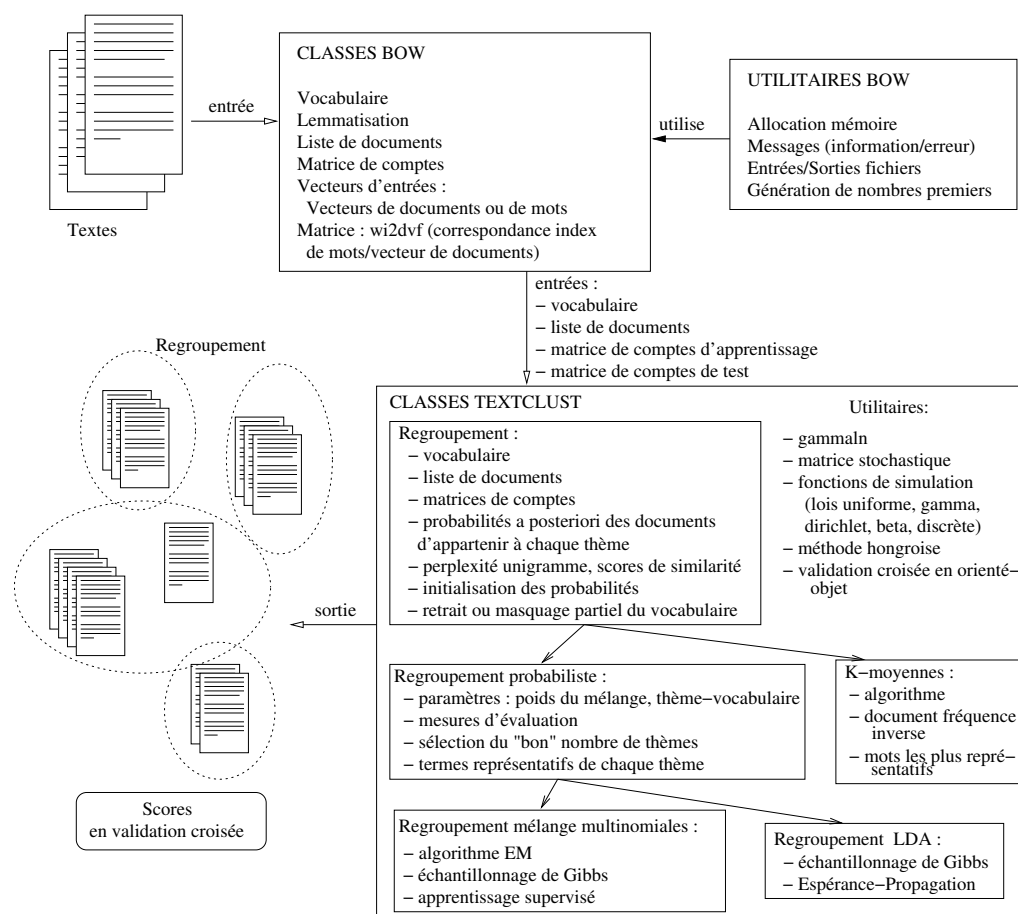 Textes
entrée
CLASSES BOW
Vocabulaire
Lemmatisation
Liste de documents
Matrice de comptes
Vecteurs d'entrées :
Vecteurs de documents ou de mots
Matrice : wi2dvf (correspondance index
de mots/vecteur de documents)
utilise
UTILITAIRES BOW
Allocation mémoire
Messages (information/erreur)
Entrées/Sorties fichiers
Génération de nombres premiers
entrées :
− vocabulaire
− liste de documents
− matrice de comptes d'apprentissage
− matrice de comptes de test
Regroupement
sortie
Scores
en validation croisée
CLASSES TEXTCLUST
Regroupement :
− vocabulaire
− liste de documents
− matrices de comptes
− probabilités a posteriori des documents
d'appartenir à chaque thème
− perplexité unigramme, scores de similarité
− initialisation des probabilités
− retrait ou masquage partiel du vocabulaire
Utilitaires:
− gammaln
− matrice stochastique
− fonctions de simulation
(lois uniforme, gamma,
dirichlet, beta, discrète)
− méthode hongroise
− validation croisée en orienté−
objet
Regroupement probabiliste :
− paramètres : poids du mélange, thème−vocabulaire
− mesures d'évaluation
− sélection du "bon" nombre de thèmes
− termes représentatifs de chaque thème
K−moyennes :
− algorithme
− document fréquence
inverse
− mots les plus repré−
sentatifs
Regroupement mélange multinomiales :
− algorithme EM
− échantillonnage de Gibbs
− apprentissage supervisé
Regroupement LDA :
− échantillonnage de Gibbs
− Espérance−Propagation